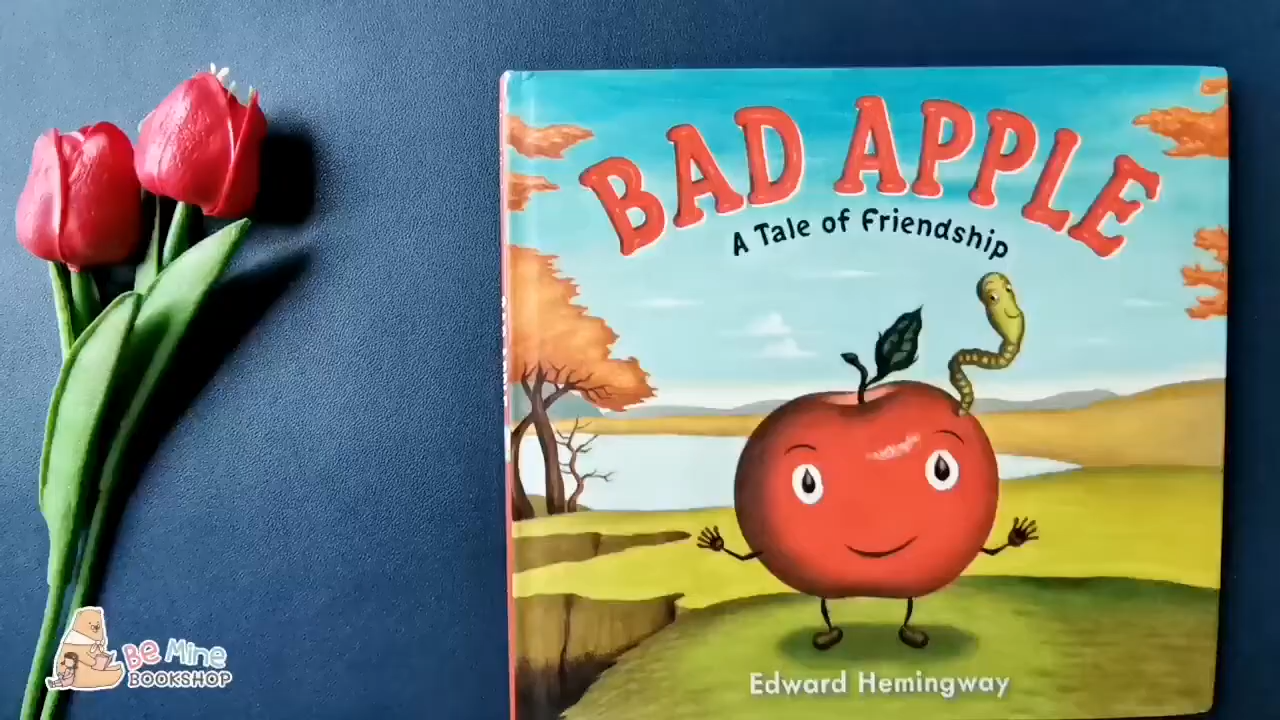 BAD APPLE
A Tale of Friendship
Edward Hemingway
Be Mine
BOOKSHOP